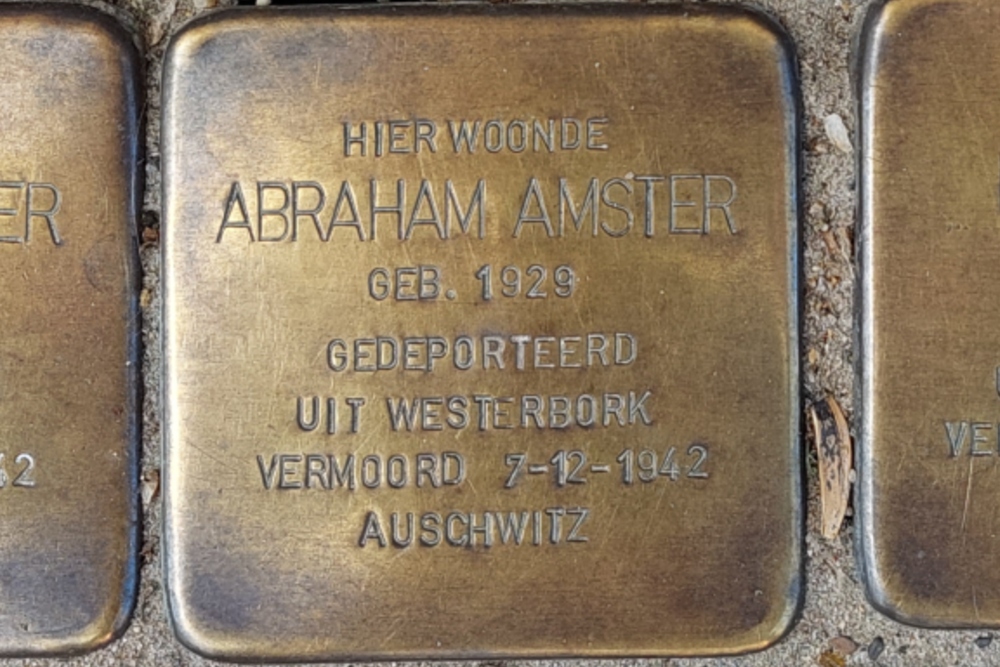 HIER WOONDE
ABRAHAM AMSTER
GEB. 1929
GEDEPORTEERD
UIT WESTERBORK
VERMOORD 7-12-1942
AUSCHWITZ